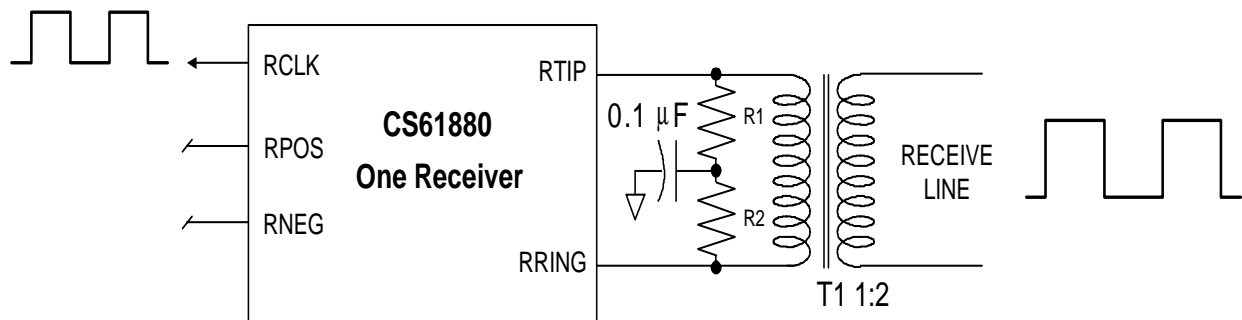 RCLK
RPOS
RNEG
CS61880
One Receiver
RTIP
RRING
0.1 μF
R1
R2
T1 1:2
RECEIVE
LINE